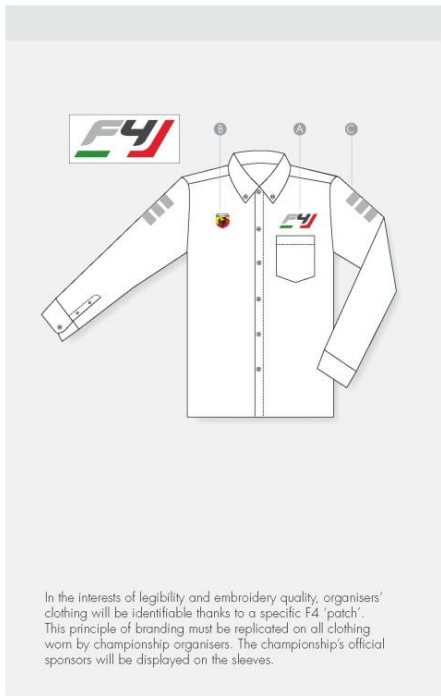 F4
B A C
F4
In the interests of legibility and embroidery quality, organisers'
clothing will be identifiable thanks to a specific F4 'patch'.
This principle of branding must be replicated on all clothing
worn by championship organisers. The championship's official
sponsors will be displayed on the sleeves.